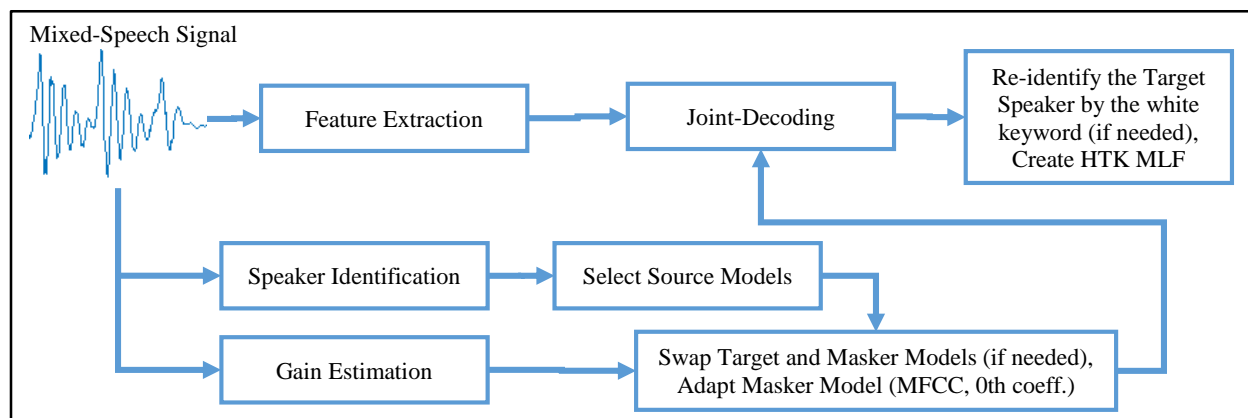 Mixed-Speech Signal
Feature Extraction
Joint-Decoding
Re-identify the Target
Speaker by the white
keyword (if needed),
Create HTK MLF
Speaker Identification
Select Source Models
Gain Estimation
Swap Target and Masker Models (if needed),
Adapt Masker Model (MFCC, 0th coeff.)